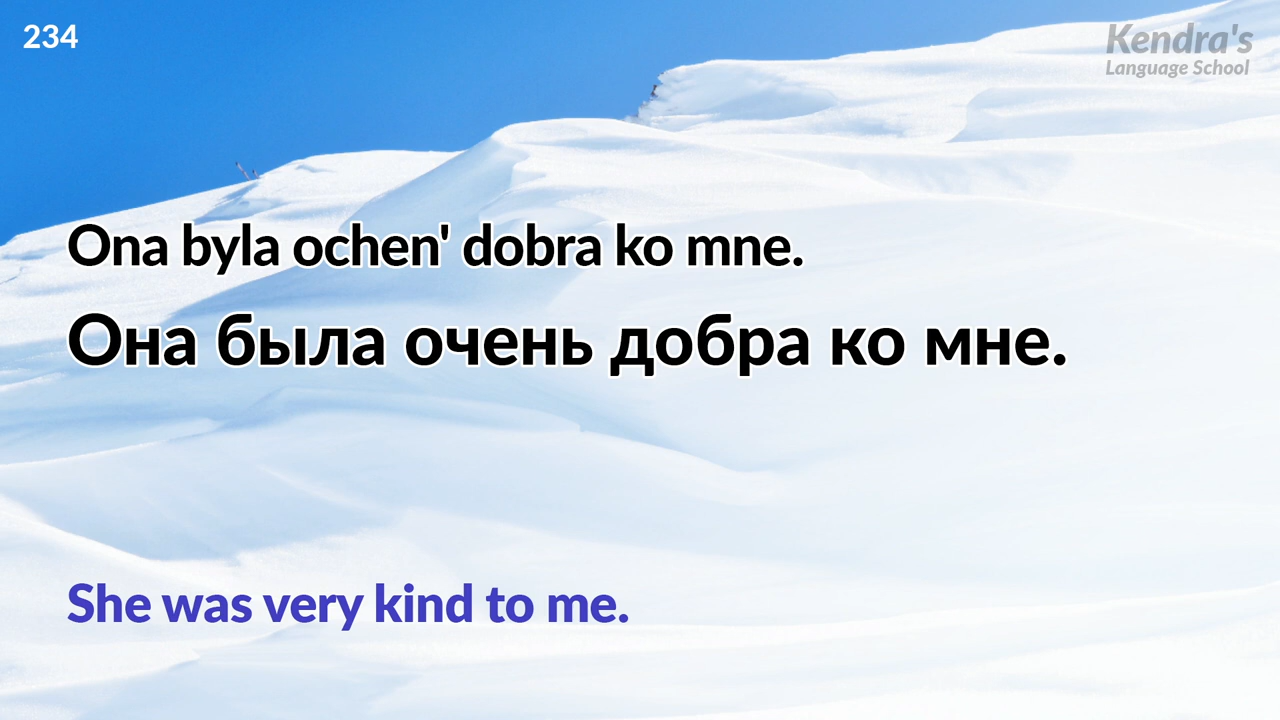 234
Kendra's
Language School
Ona byla ochen' dobra ko mne.
Она была очень добра ко мне.
She was very kind to me.